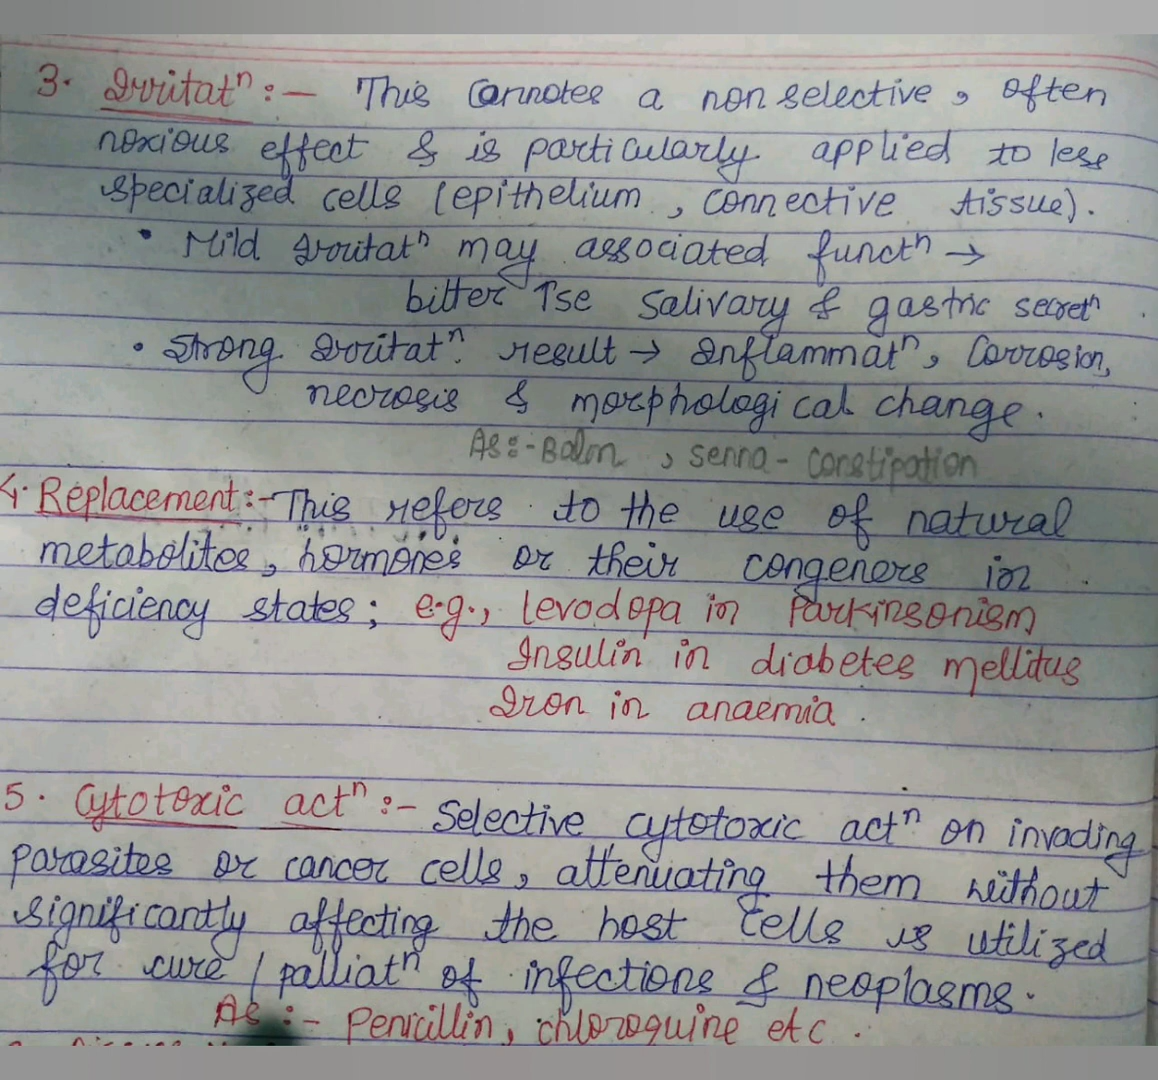 3. Irritatⁿ :— This connotes a non selective, often
noxious effect & is particularly applied to less
specialized cells (epithelium, connective tissue).
• Mild Irritatⁿ may associated functⁿ →
bitter ↑se salivary & gastric secretⁿ.
• Strong Irritatⁿ. result → Inflammatⁿ, Corrosion,
necrosis & morphological change.
As:- Balm, senna - constipation
4. Replacement :- This refers to the use of natural
metabolites, hormones or their congeners in
deficiency states; e.g., levodopa in Parkinsonism
Insulin in diabetes mellitus
Iron in anaemia.
5. Cytotoxic actⁿ :- Selective cytotoxic actⁿ on invading
parasites or cancer cells, attenuating them without
significantly affecting the host cells is utilized
for cure / palliatⁿ of infections & neoplasms.
As :- Penicillin, chloroquine etc.